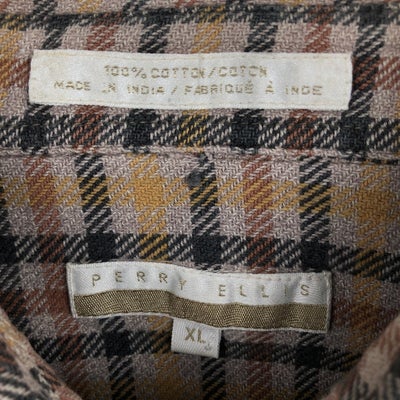 100% COTTON/COTON
MADE IN INDIA / FABRIQUÉ À INDE
PERRY ELLIS
XL